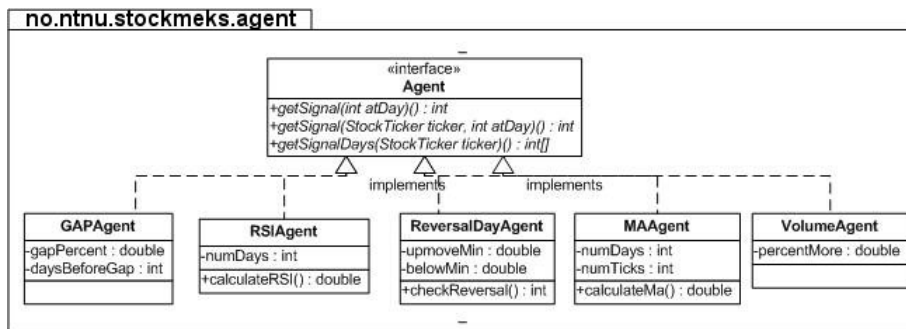 no.ntnu.stockmeks.agent
«interface»
Agent
+getSignal(int atDay)() : int
+getSignal(StockTicker ticker, int atDay)() : int
+getSignalDays(StockTicker ticker)() : int[]
implements
implements
GAPAgent
-gapPercent : double
-daysBeforeGap : int
RSIAgent
-numDays : int
+calculateRSI() : double
ReversalDayAgent
-upmoveMin : double
-belowMin : double
+checkReversal() : int
MAAgent
-numDays : int
-numTicks : int
+calculateMa() : double
VolumeAgent
-percentMore : double